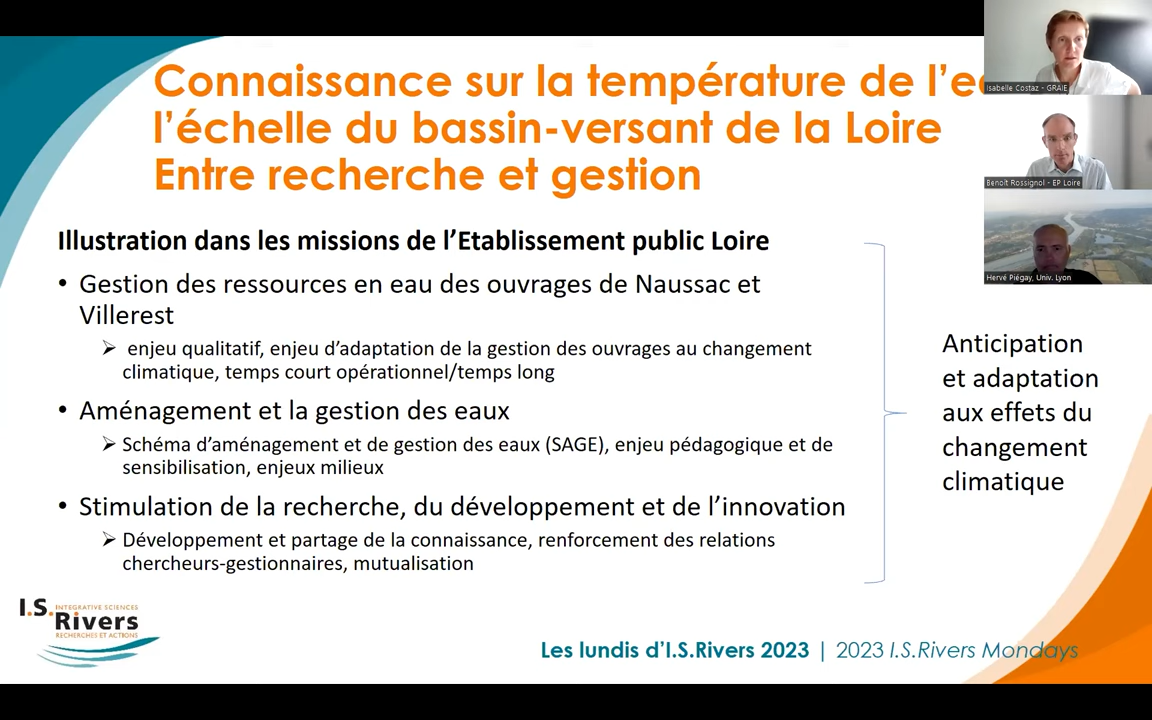 Connaissance sur la température de l’e
l’échelle du bassin-versant de la Loire
Entre recherche et gestion
Isabelle Costaz - GRAIE
Benoit Rossignol - EP Loire
Hervé Piégay, Univ. Lyon
Illustration dans les missions de l’Etablissement public Loire
• Gestion des ressources en eau des ouvrages de Naussac et
Villerest
➢ enjeu qualitatif, enjeu d’adaptation de la gestion des ouvrages au changement
climatique, temps court opérationnel/temps long
• Aménagement et la gestion des eaux
➢ Schéma d’aménagement et de gestion des eaux (SAGE), enjeu pédagogique et de
sensibilisation, enjeux milieux
• Stimulation de la recherche, du développement et de l’innovation
➢ Développement et partage de la connaissance, renforcement des relations
chercheurs-gestionnaires, mutualisation
Anticipation
et adaptation
aux effets du
changement
climatique
I.S.
INTEGRATIVE SCIENCES
Rivers
RECHERCHES ET ACTIONS
Les lundis d’I.S.Rivers 2023 | 2023 I.S.Rivers Mondays